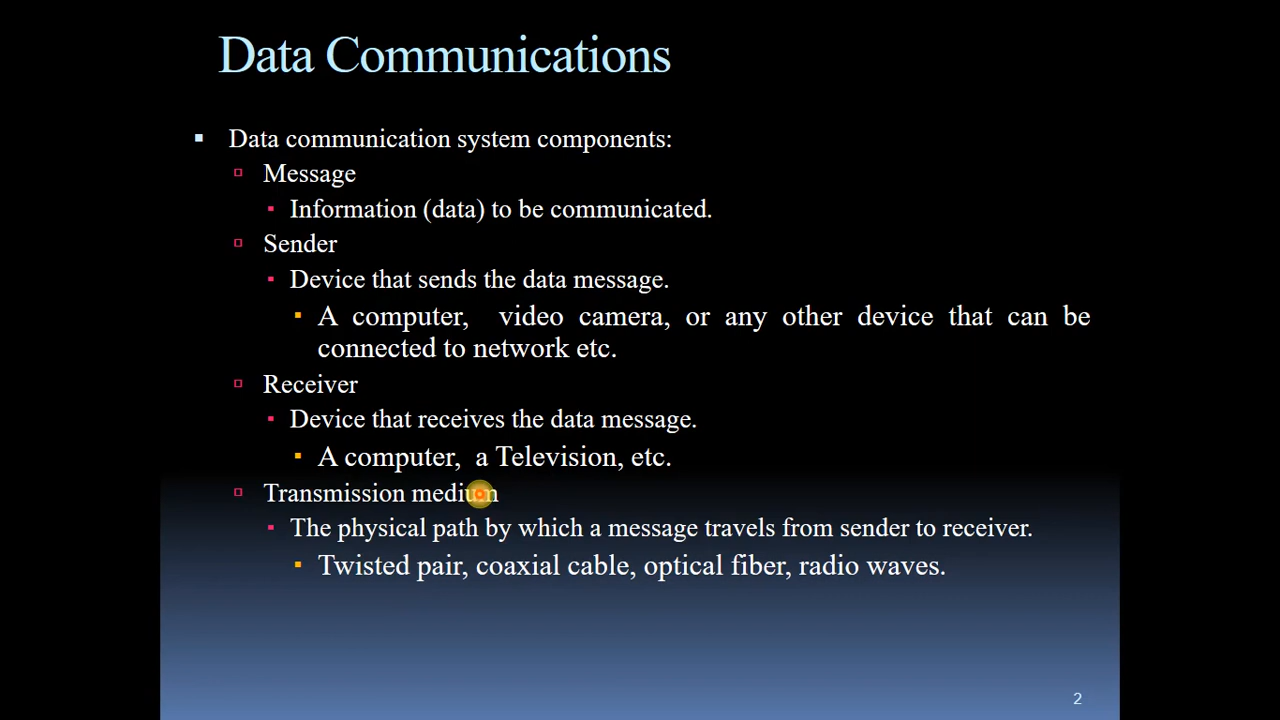 Data Communications
Data communication system components:
Message
Information (data) to be communicated.
Sender
Device that sends the data message.
A computer, video camera, or any other device that can be
connected to network etc.
Receiver
Device that receives the data message.
A computer, a Television, etc.
Transmission medium
The physical path by which a message travels from sender to receiver.
Twisted pair, coaxial cable, optical fiber, radio waves.
2